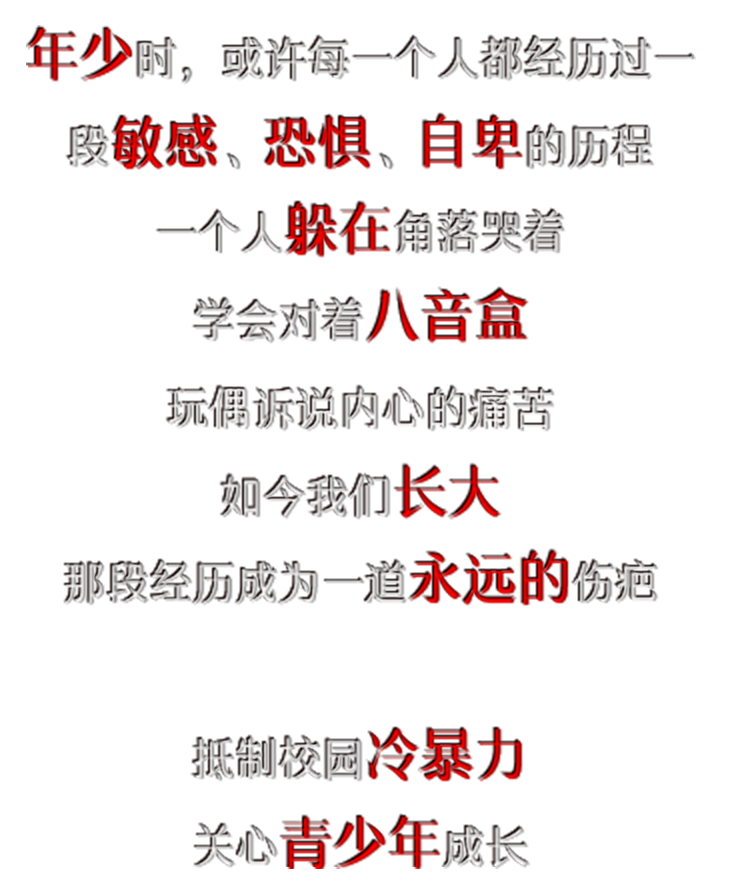 年少时，或许每一个人都经历过一
段敏感、恐惧、自卑的历程
一个人躲在角落哭着
学会对着八音盒
玩偶诉说内心的痛苦
如今我们长大
那段经历成为一道永远的伤疤
抵制校园冷暴力
关心青少年成长